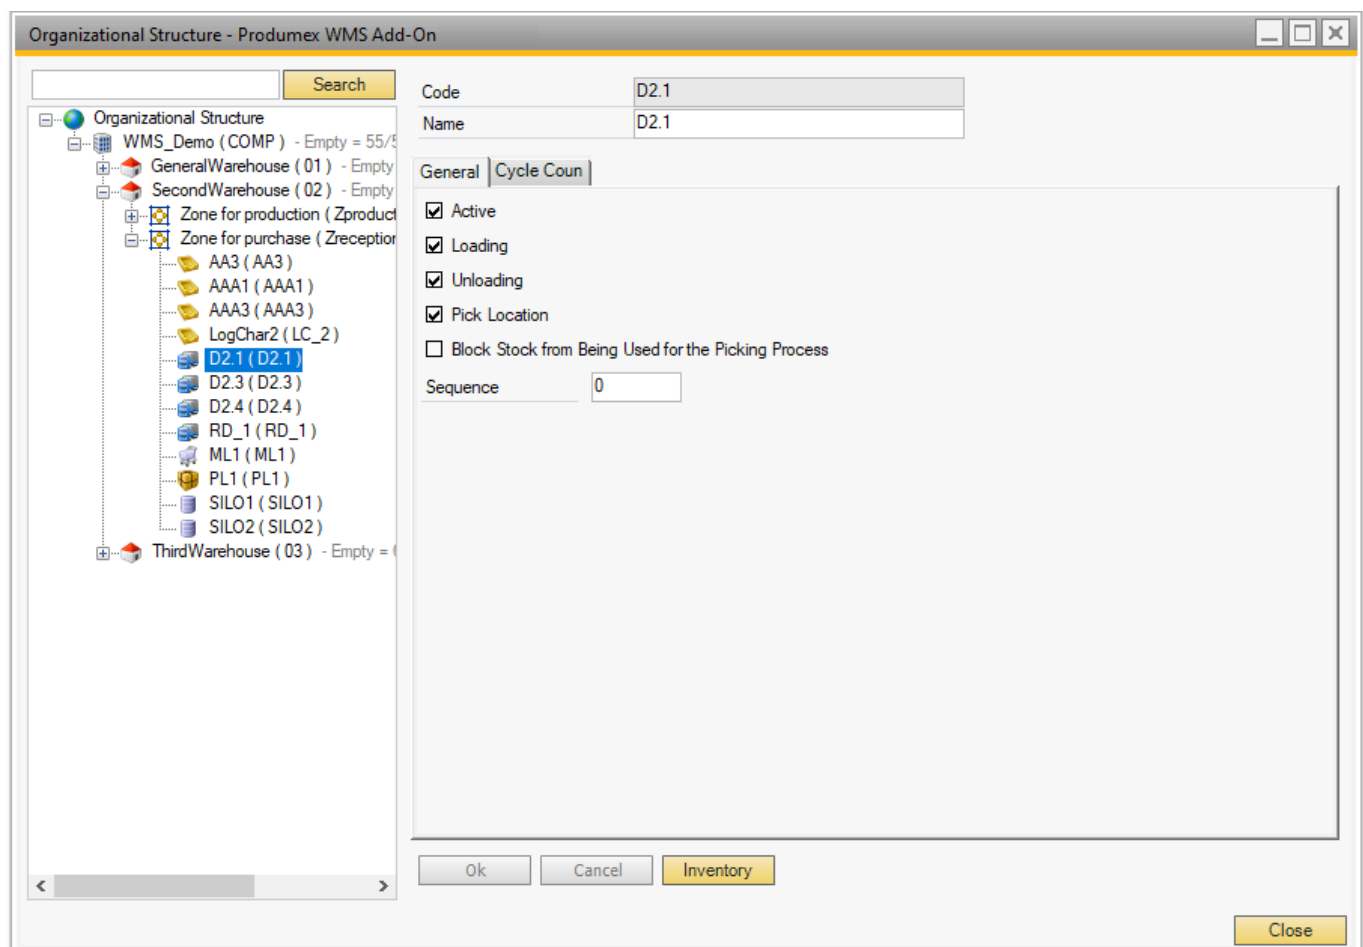 Organizational Structure - Produmex WMS Add-On
Search
Organizational Structure
WMS_Demo ( COMP ) - Empty = 55/5
GeneralWarehouse ( 01 ) - Empty
SecondWarehouse ( 02 ) - Empty
Zone for production ( Zproduct
Zone for purchase ( Zreception
AA3 ( AA3 )
AAA1 ( AAA1 )
AAA3 ( AAA3 )
LogChar2 ( LC_2 )
D2.1 ( D2.1 )
D2.3 ( D2.3 )
D2.4 ( D2.4 )
RD_1 ( RD_1 )
ML1 ( ML1 )
PL1 ( PL1 )
SILO1 ( SILO1 )
SILO2 ( SILO2 )
ThirdWarehouse ( 03 ) - Empty =
Code D2.1
Name D2.1
General Cycle Coun
Active
Loading
Unloading
Pick Location
Block Stock from Being Used for the Picking Process
Sequence 0
Ok Cancel Inventory
Close